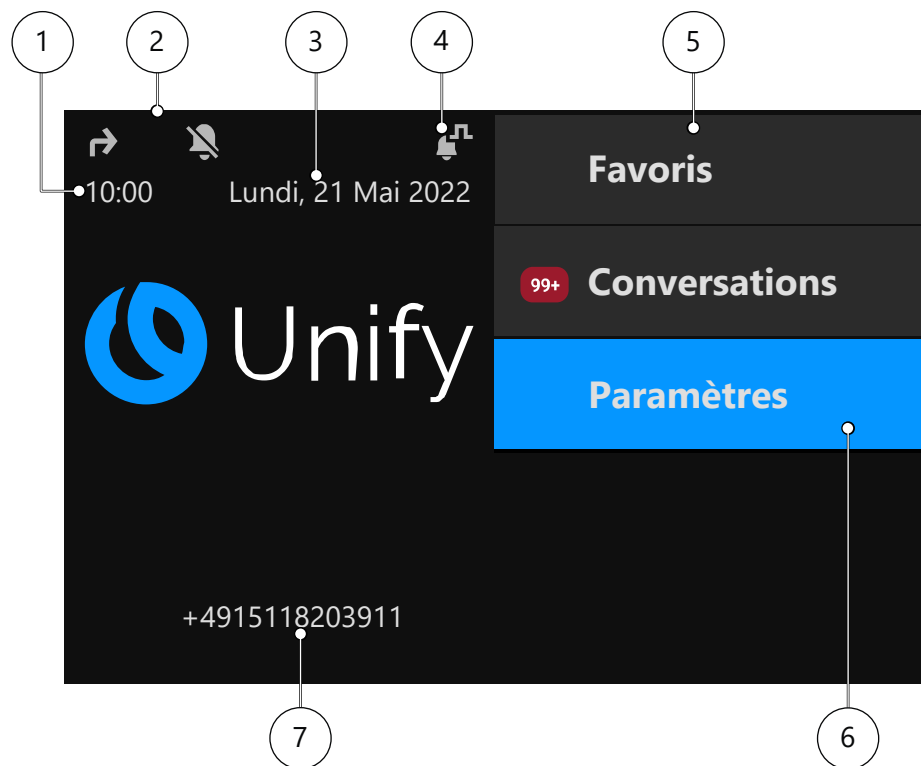 1 2 3 4 5
10:00 Lundi, 21 Mai 2022
Favoris
99+ Conversations
Unify
Paramètres
+4915118203911
7 6